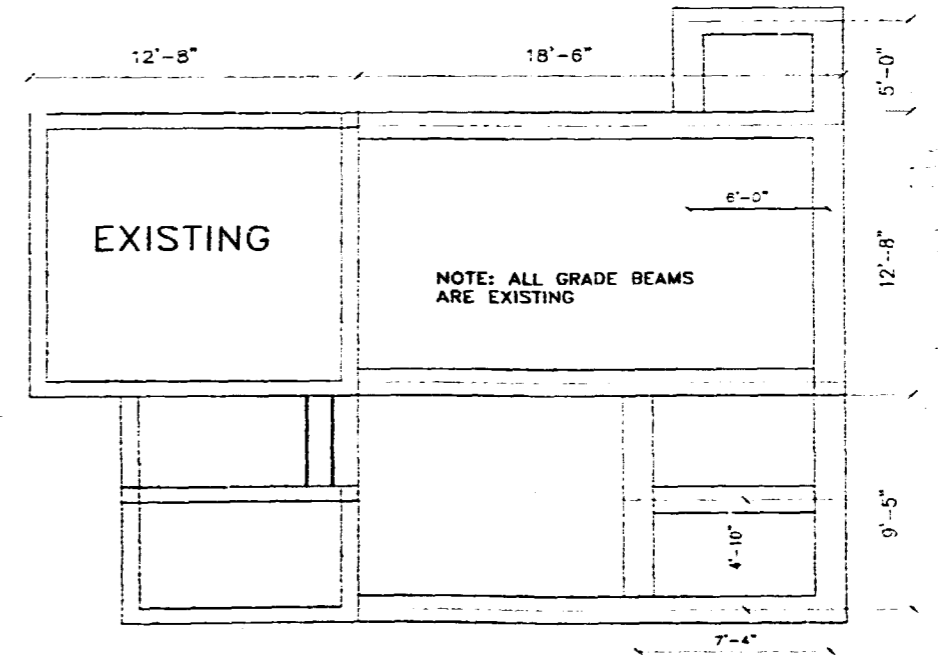 12'-8"
18'-6"
5'-0"
6'-0"
EXISTING
12'-8"
NOTE: ALL GRADE BEAMS
ARE EXISTING
9'-5"
4'-10"
7'-4"